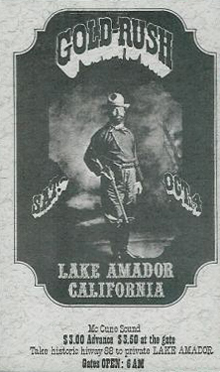 GOLD RUSH
SAT. OCT. 4
LAKE AMADOR
CALIFORNIA
Mc Cune Sound
$3.00 Advance $3.50 at the gate
Take historic hiway 88 to private LAKE AMADOR
Gates OPEN: 6 AM